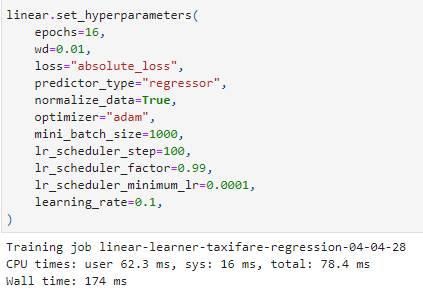 linear.set_hyperparameters(
    epochs=16,
    wd=0.01,
    loss="absolute_loss",
    predictor_type="regressor",
    normalize_data=True,
    optimizer="adam",
    mini_batch_size=1000,
    lr_scheduler_step=100,
    lr_scheduler_factor=0.99,
    lr_scheduler_minimum_lr=0.0001,
    learning_rate=0.1,
)
Training job linear-learner-taxifare-regression-04-04-28
CPU times: user 62.3 ms, sys: 16 ms, total: 78.4 ms
Wall time: 174 ms